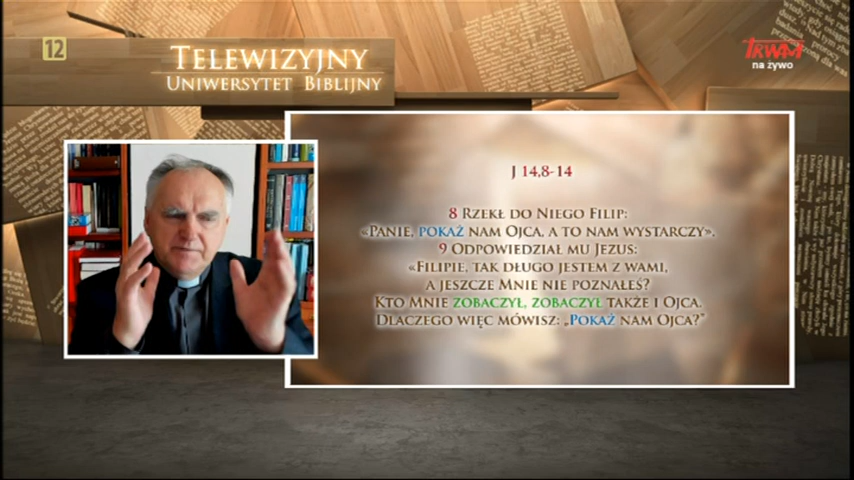 12
TELEWIZYJNY
UNIWERSYTET BIBLIJNY
TRWAM
na żywo
J 14,8-14
8 RZEKŁ DO NIEGO FILIP:
«PANIE, POKAŻ NAM OJCA, A TO NAM WYSTARCZY».
9 ODPOWIEDZIAŁ MU JEZUS:
«FILIPIE, TAK DŁUGO JESTEM Z WAMI,
A JESZCZE MNIE NIE POZNAŁEŚ?
KTO MNIE ZOBACZYŁ, ZOBACZYŁ TAKŻE I OJCA.
DLACZEGO WIĘC MÓWISZ: „POKAŻ NAM OJCA?"